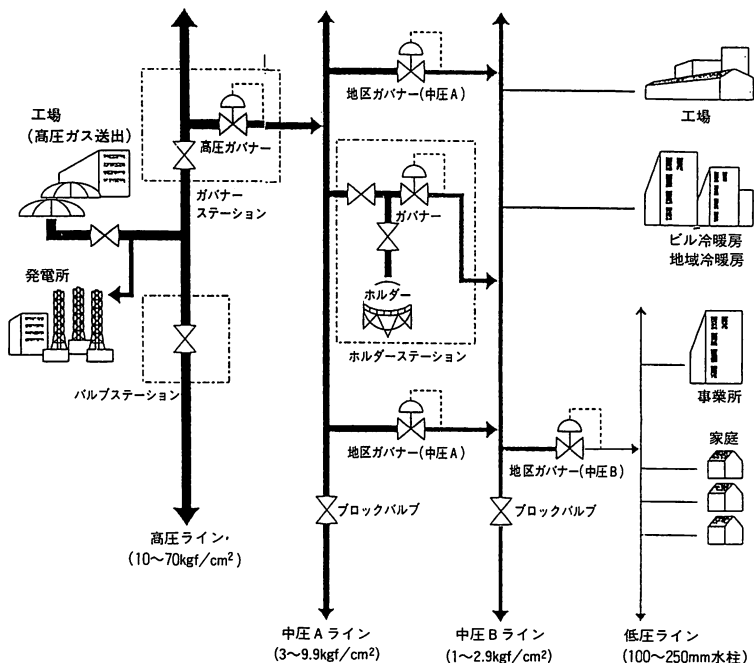 工場
(高圧ガス送出)
発電所
高圧ガバナー
ガバナー
ステーション
バルブステーション
高圧ライン
(10〜70kgf/cm²)
地区ガバナー(中圧A)
ガバナー
ホルダー
ホルダーステーション
地区ガバナー(中圧A)
ブロックバルブ
中圧Aライン
(3〜9.9kgf/cm²)
地区ガバナー(中圧B)
ブロックバルブ
中圧Bライン
(1〜2.9kgf/cm²)
工場
ビル冷暖房
地域冷暖房
事業所
家庭
低圧ライン
(100〜250mm水柱)